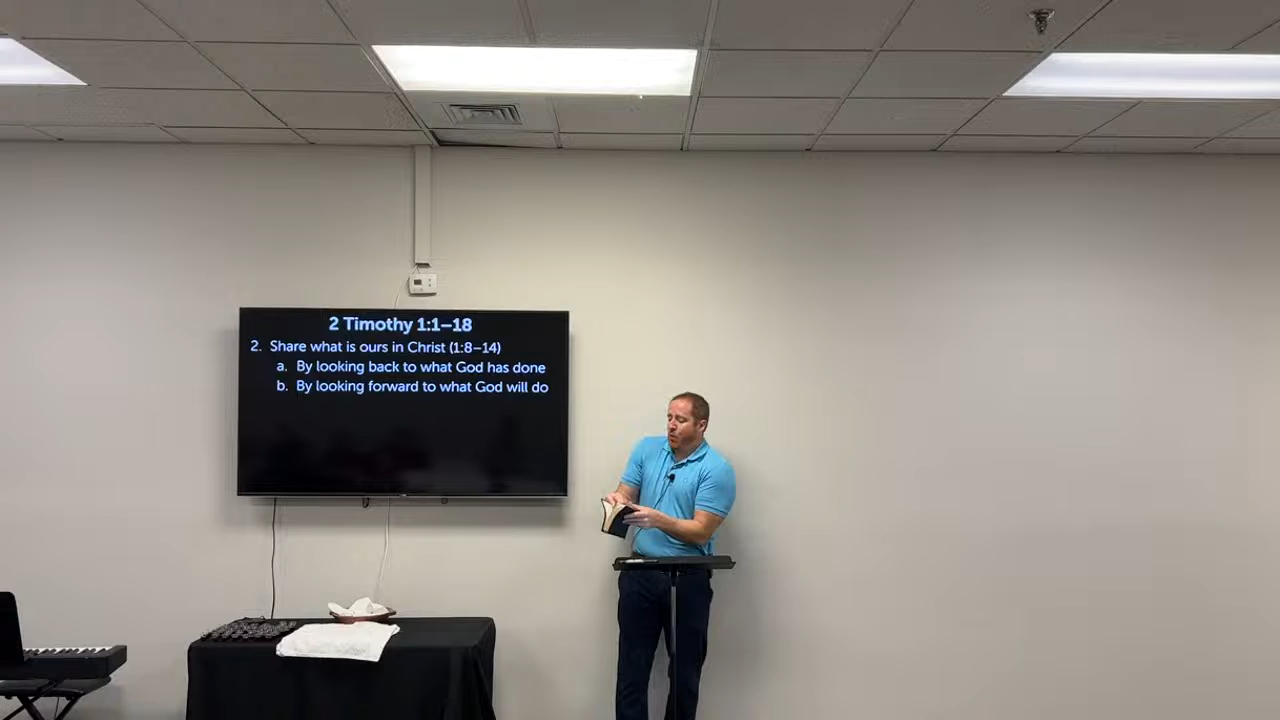 2 Timothy 1:1–18
2. Share what is ours in Christ (1:8–14)
a. By looking back to what God has done
b. By looking forward to what God will do